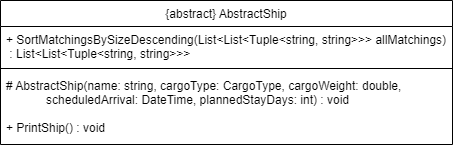 {abstract} AbstractShip
+ SortMatchingsBySizeDescending(List<List<Tuple<string, string>>> allMatchings)
: List<List<Tuple<string, string>>>
# AbstractShip(name: string, cargoType: CargoType, cargoWeight: double,
scheduledArrival: DateTime, plannedStayDays: int) : void
+ PrintShip() : void